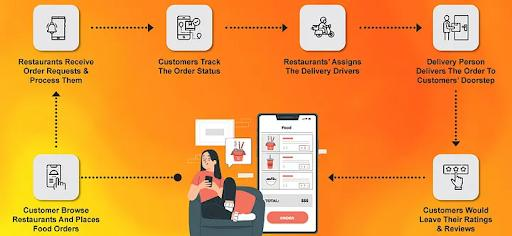 Restaurants Receive
Order Requests &
Process Them
Customers Track
The Order Status
Restaurants' Assigns
The Delivery Drivers
Delivery Person
Delivers The Order To
Customers' Doorstep
Food
TOTAL:
$$$
ORDER
Customer Browse
Restaurants And Places
Food Orders
Customers Would
Leave Their Ratings
& Reviews